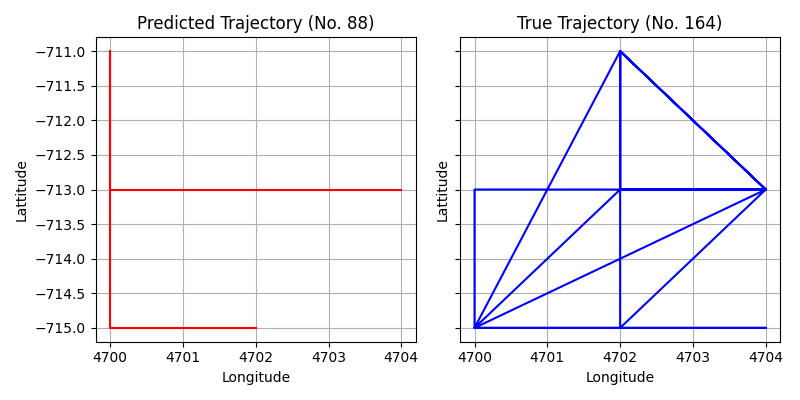 Predicted Trajectory (No. 88)
True Trajectory (No. 164)
−711.0
−711.5
−712.0
−712.5
−713.0
−713.5
−714.0
−714.5
−715.0
Lattitude
Lattitude
4700 4701 4702 4703 4704
4700 4701 4702 4703 4704
Longitude
Longitude